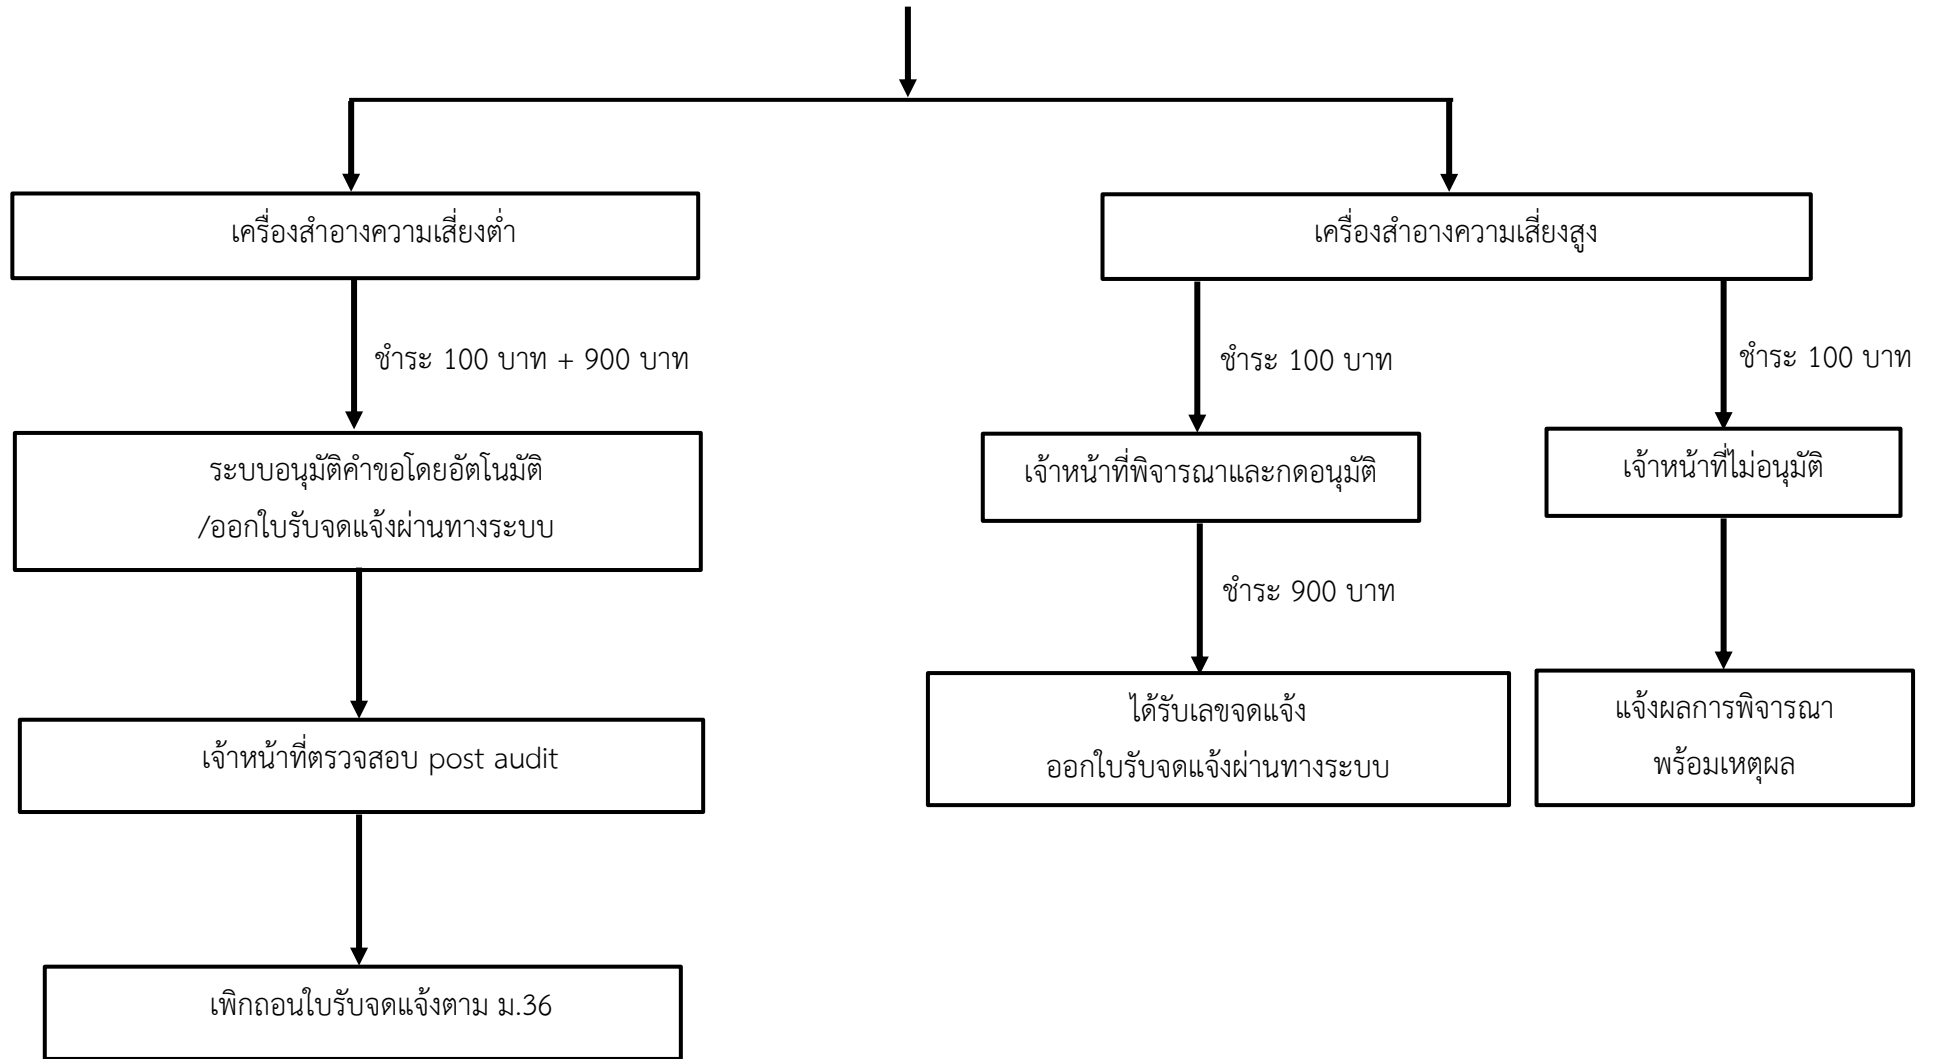 เครื่องสำอางความเสี่ยงต่ำ
เครื่องสำอางความเสี่ยงสูง
ชำระ 100 บาท + 900 บาท
ชำระ 100 บาท
ชำระ 100 บาท
ระบบอนุมัติคำขอโดยอัตโนมัติ
/ออกใบรับจดแจ้งผ่านทางระบบ
เจ้าหน้าที่พิจารณาและกดอนุมัติ
เจ้าหน้าที่ไม่อนุมัติ
ชำระ 900 บาท
เจ้าหน้าที่ตรวจสอบ post audit
ได้รับเลขจดแจ้ง
ออกใบรับจดแจ้งผ่านทางระบบ
แจ้งผลการพิจารณา
พร้อมเหตุผล
เพิกถอนใบรับจดแจ้งตาม ม.36